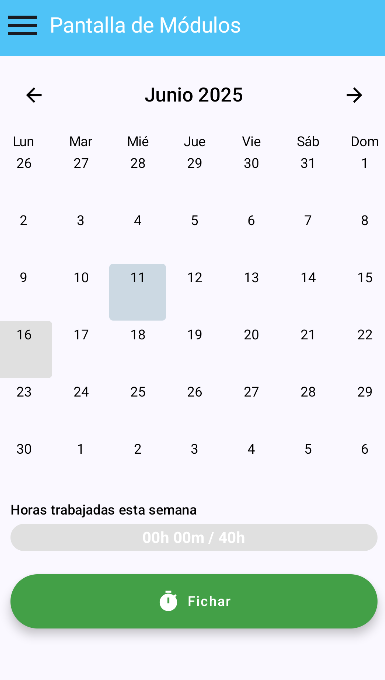 Pantalla de Módulos
Junio 2025
Lun Mar Mié Jue Vie Sáb Dom
26 27 28 29 30 31 1
2 3 4 5 6 7 8
9 10 11 12 13 14 15
16 17 18 19 20 21 22
23 24 25 26 27 28 29
30 1 2 3 4 5 6
Horas trabajadas esta semana
00h 00m / 40h
Fichar